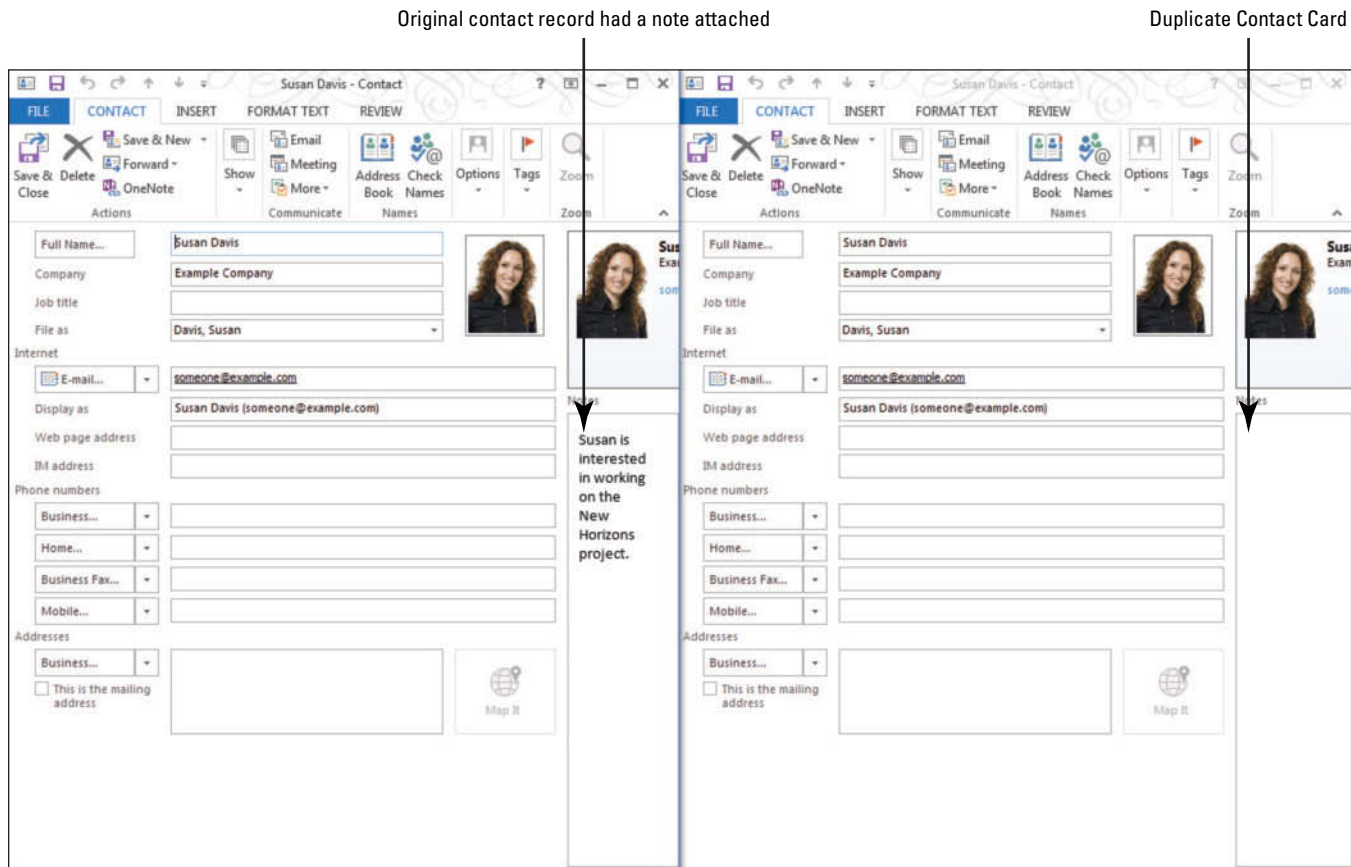 Original contact record had a note attached
Duplicate Contact Card
Susan Davis - Contact
?
FILE CONTACT INSERT FORMAT TEXT REVIEW
Save & Close
Delete
Save & New
Forward
OneNote
Show
Email
Meeting
More
Address Book
Check Names
Options
Tags
Zoom
Actions
Communicate
Names
Zoom
Full Name...
Susan Davis
Company
Example Company
Job title
File as
Davis, Susan
Internet
E-mail...
someone@example.com
Display as
Susan Davis (someone@example.com)
Web page address
IM address
Phone numbers
Business...
Home...
Business Fax...
Mobile...
Addresses
Business...
This is the mailing
address
Map It
Sus
Exa
som
Notes
Susan is
interested
in working
on the
New
Horizons
project.
Susan Davis - Contact
?
FILE CONTACT INSERT FORMAT TEXT REVIEW
Save & Close
Delete
Save & New
Forward
OneNote
Show
Email
Meeting
More
Address Book
Check Names
Options
Tags
Zoom
Actions
Communicate
Names
Zoom
Full Name...
Susan Davis
Company
Example Company
Job title
File as
Davis, Susan
Internet
E-mail...
someone@example.com
Display as
Susan Davis (someone@example.com)
Web page address
IM address
Phone numbers
Business...
Home...
Business Fax...
Mobile...
Addresses
Business...
This is the mailing
address
Map It
Susa
Exam
some
Notes